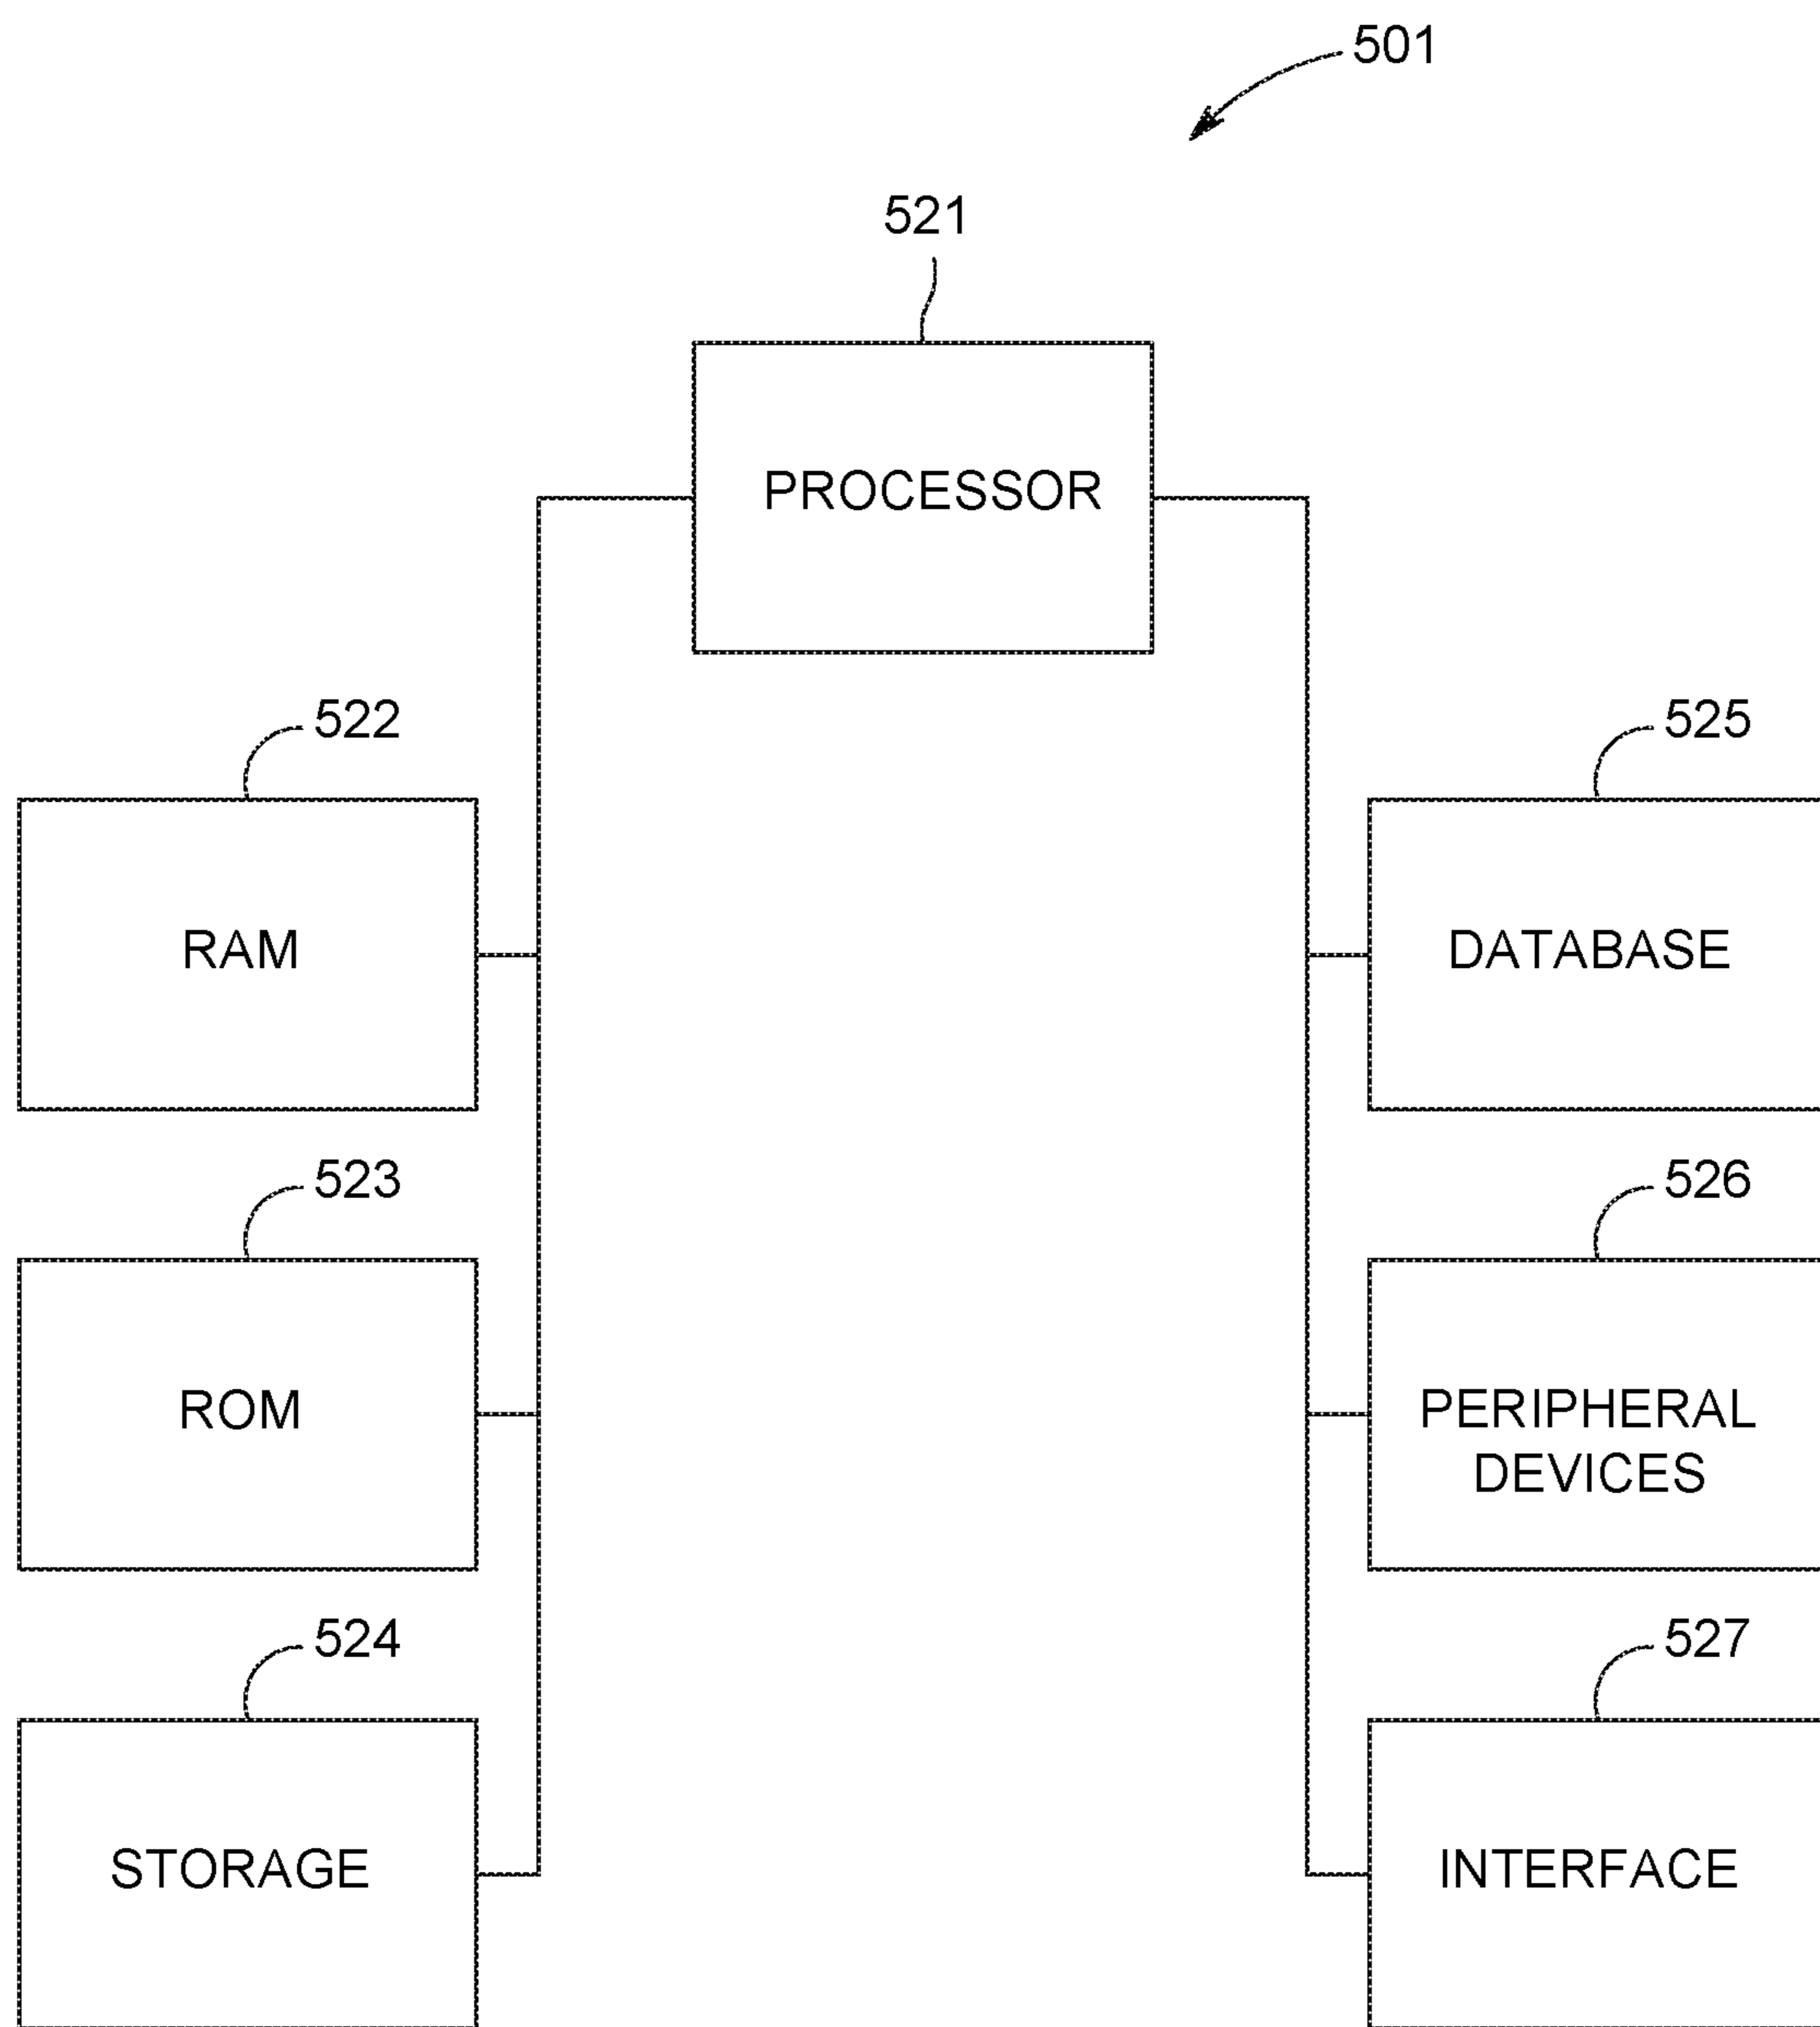 501
521
PROCESSOR
522
RAM
523
ROM
524
STORAGE
525
DATABASE
526
PERIPHERAL
DEVICES
527
INTERFACE